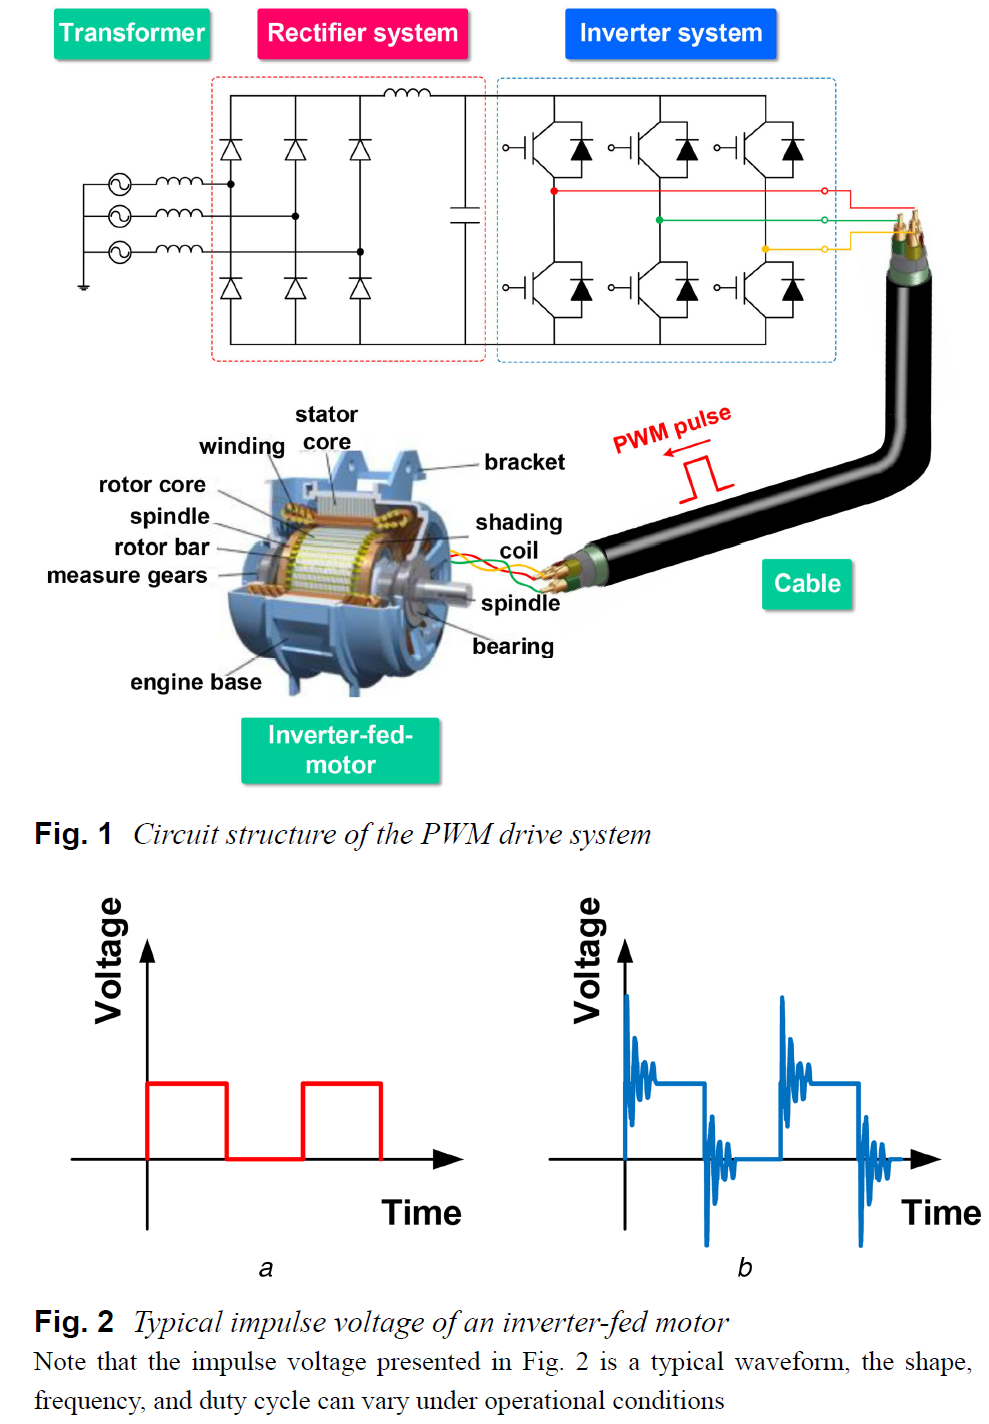 Transformer
Rectifier system
Inverter system
stator
core
winding
bracket
rotor core
spindle
shading
coil
rotor bar
measure gears
spindle
bearing
engine base
PWM pulse
Cable
Inverter-fed-
motor
Fig. 1 Circuit structure of the PWM drive system
Voltage
Time
a
Voltage
Time
b
Fig. 2 Typical impulse voltage of an inverter-fed motor
Note that the impulse voltage presented in Fig. 2 is a typical waveform, the shape,
frequency, and duty cycle can vary under operational conditions